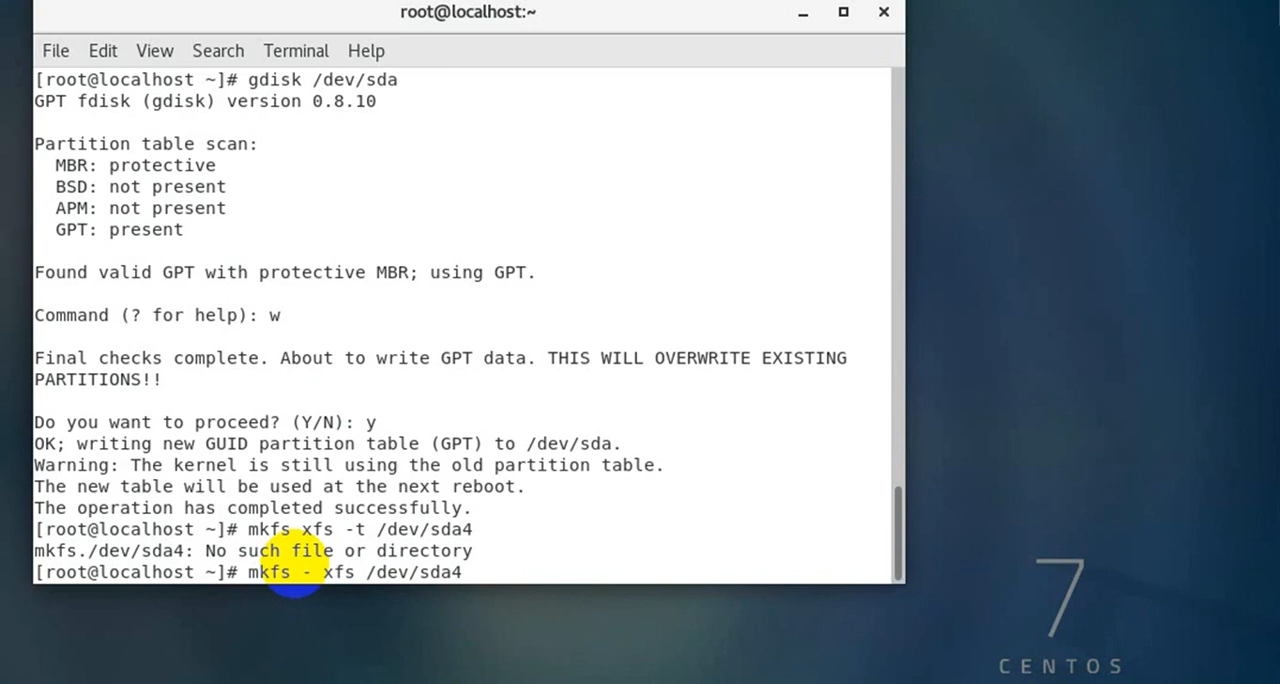 root@localhost:~
File Edit View Search Terminal Help
[root@localhost ~]# gdisk /dev/sda
GPT fdisk (gdisk) version 0.8.10
Partition table scan:
MBR: protective
BSD: not present
APM: not present
GPT: present
Found valid GPT with protective MBR; using GPT.
Command (? for help): w
Final checks complete. About to write GPT data. THIS WILL OVERWRITE EXISTING
PARTITIONS!!
Do you want to proceed? (Y/N): y
OK; writing new GUID partition table (GPT) to /dev/sda.
Warning: The kernel is still using the old partition table.
The new table will be used at the next reboot.
The operation has completed successfully.
[root@localhost ~]# mkfs xfs -t /dev/sda4
mkfs./dev/sda4: No such file or directory
[root@localhost ~]# mkfs - xfs /dev/sda4
7
CENTOS